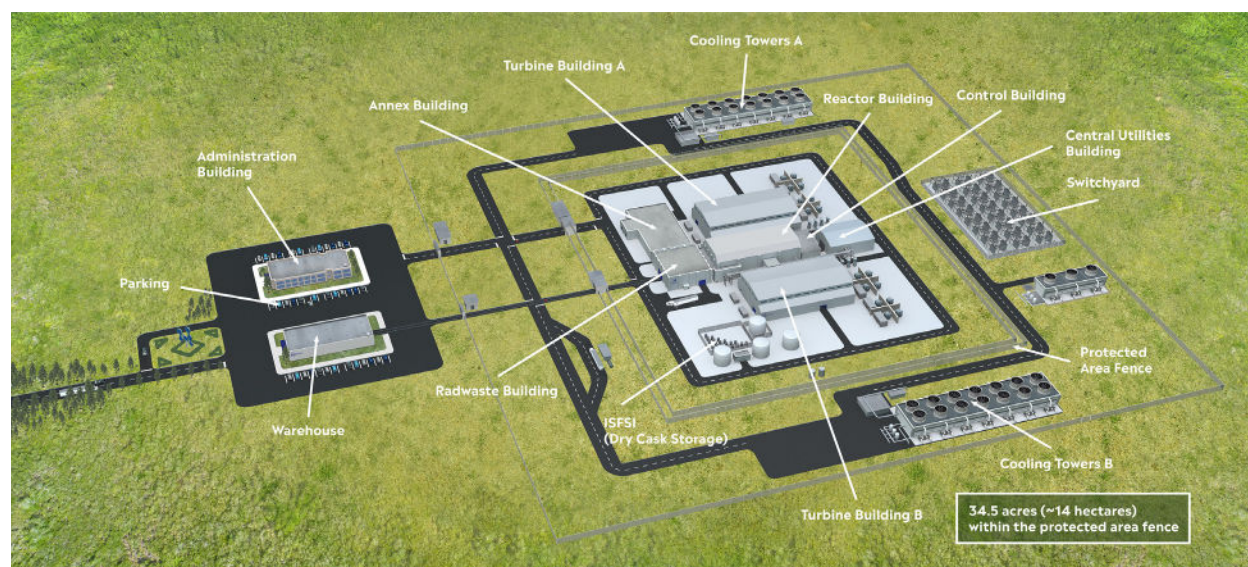 Cooling Towers A
Turbine Building A
Annex Building
Reactor Building
Control Building
Administration
Building
Central Utilities
Building
Switchyard
Parking
Protected
Area Fence
Radwaste Building
ISFSI
(Dry Cask Storage)
Warehouse
Cooling Towers B
Turbine Building B
34.5 acres (~14 hectares)
within the protected area fence